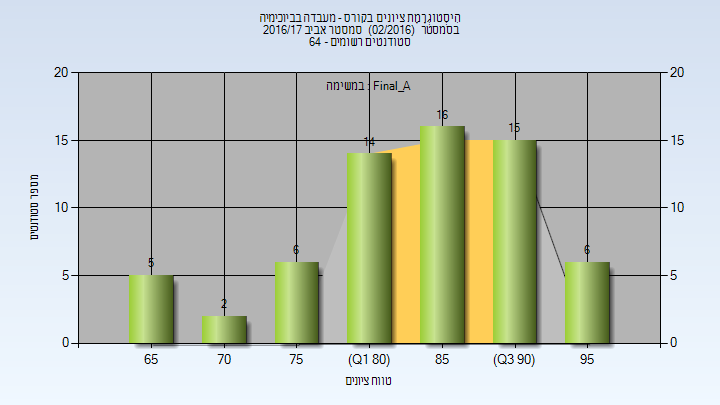 היסטוגרמת ציונים בקורס - מעבדה בביוכימיה
בסמסטר (02/2016) סמסטר אביב 2016/17
סטודנטים רשומים - 64
במשימה : Final_A
20 20
15 15
10 10
5 5
0 0
5 2 6 14 16 15 6
מספר סטודנטים
65 70 75 (Q1 80) 85 (Q3 90) 95
טווח ציונים